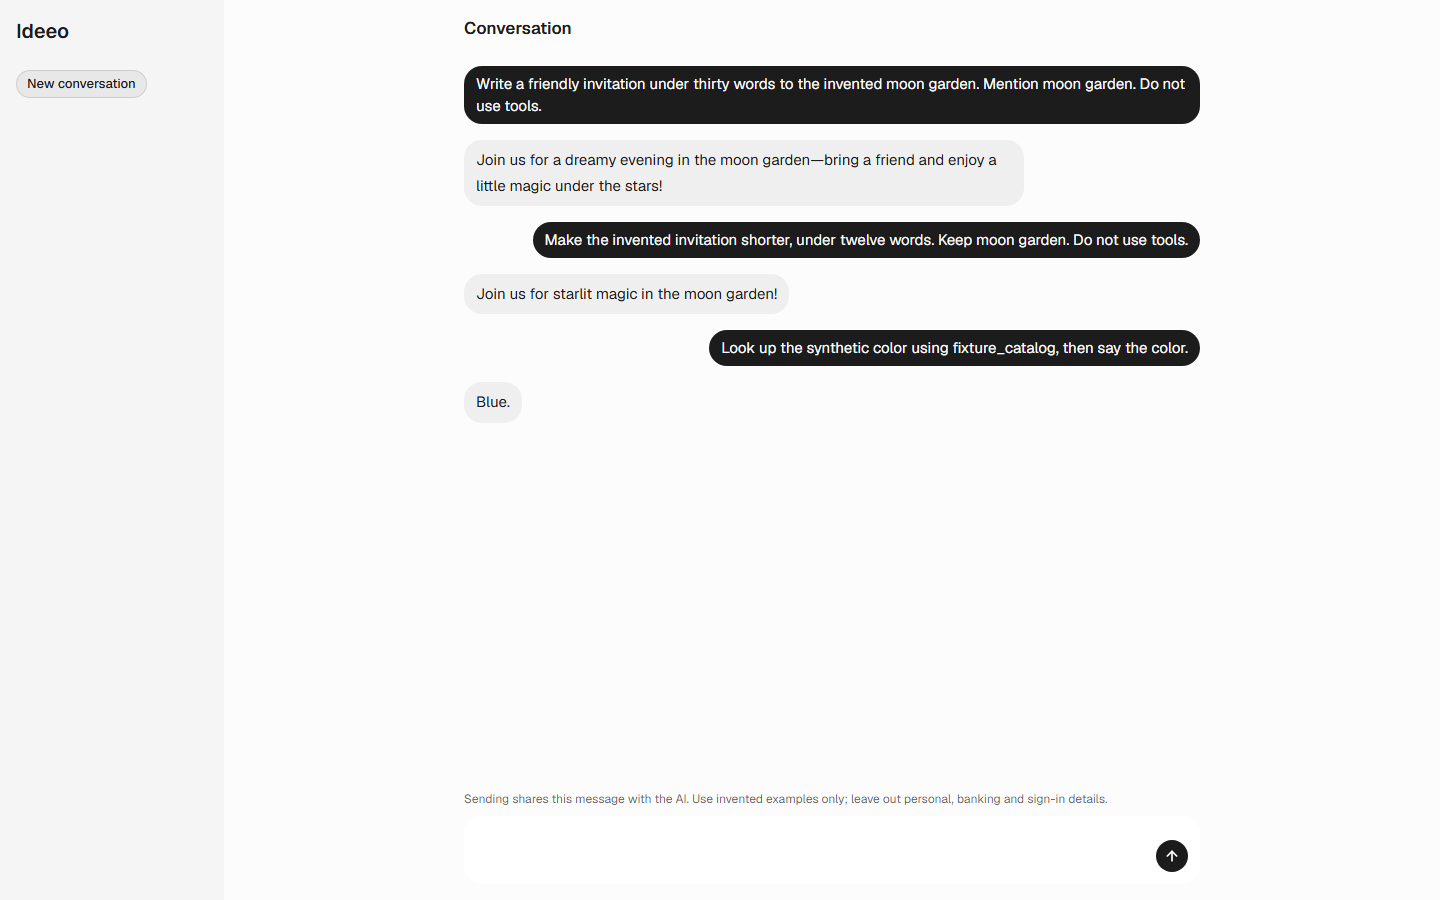 Ideeo
New conversation
Conversation
Write a friendly invitation under thirty words to the invented moon garden. Mention moon garden. Do not
use tools.
Join us for a dreamy evening in the moon garden—bring a friend and enjoy a
little magic under the stars!
Make the invented invitation shorter, under twelve words. Keep moon garden. Do not use tools.
Join us for starlit magic in the moon garden!
Look up the synthetic color using fixture_catalog, then say the color.
Blue.
Sending shares this message with the AI. Use invented examples only; leave out personal, banking and sign-in details.